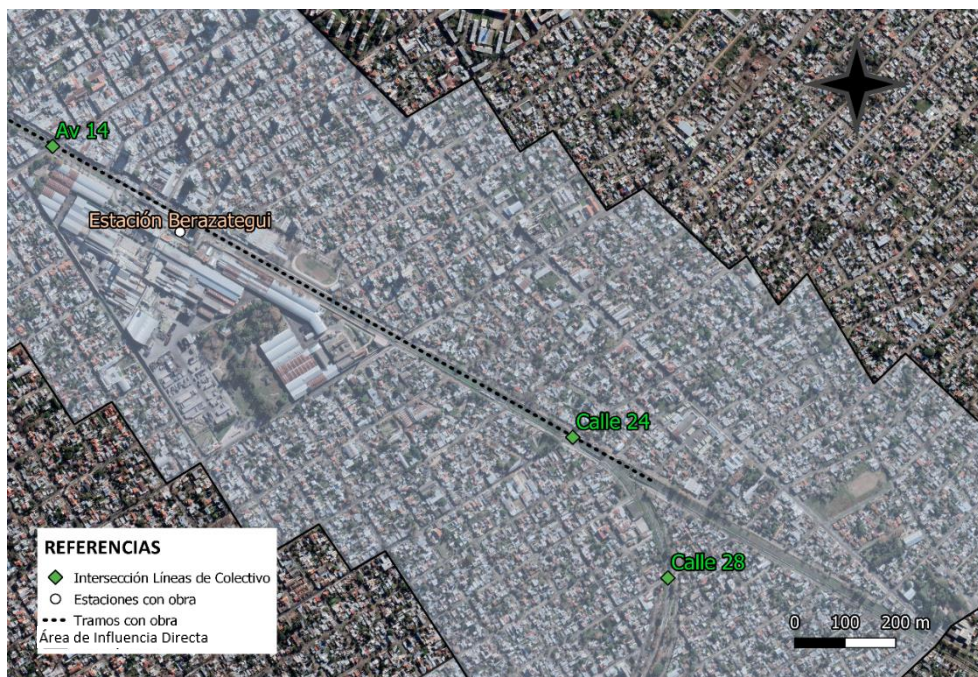 Av 14
Estación Berazategui
Calle 24
Calle 28
REFERENCIAS
Intersección Líneas de Colectivo
Estaciones con obra
Tramos con obra
Área de Influencia Directa
0 100 200 m